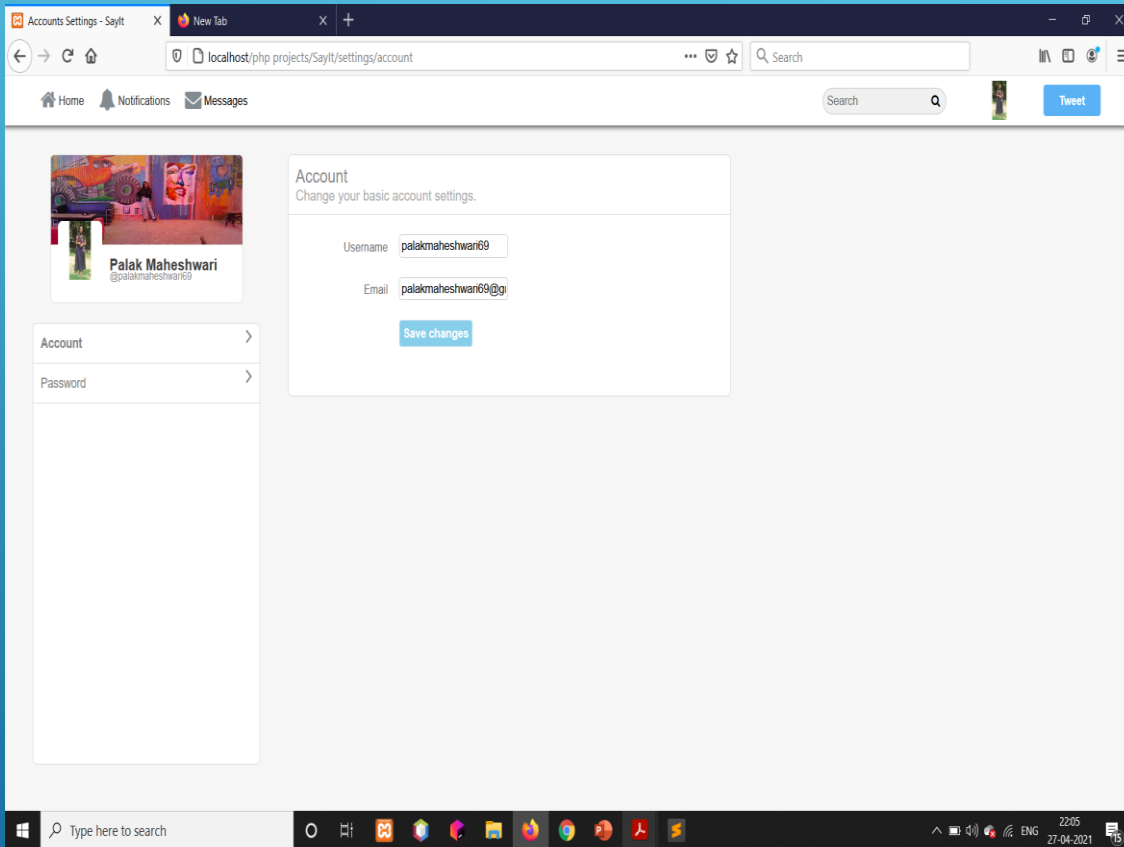 Accounts Settings - SayIt X New Tab X +
localhost/php projects/SayIt/settings/account Search
Home Notifications Messages Search Tweet
Palak Maheshwari
@palakmaheshwari69
Account
Password
Account
Change your basic account settings.
Username palakmaheshwari69
Email palakmaheshwari69@g
Save changes
Type here to search
ENG 22:05
27-04-2021
15